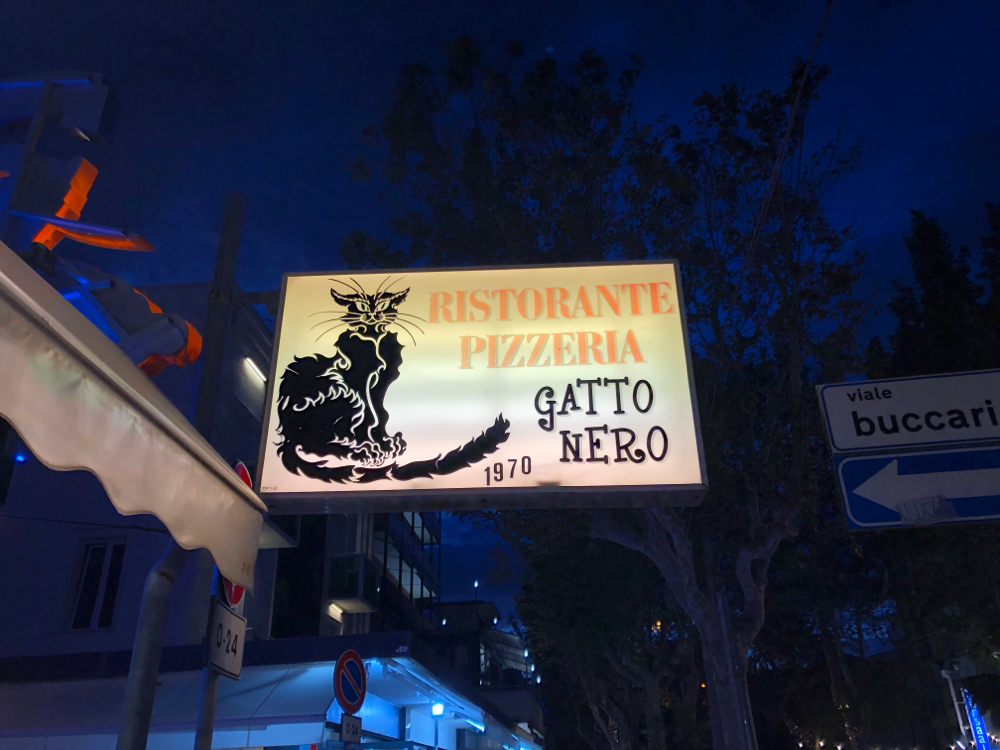 RISTORANTE
PIZZERIA
GATTO
NERO
1970
viale
buccari
0-24